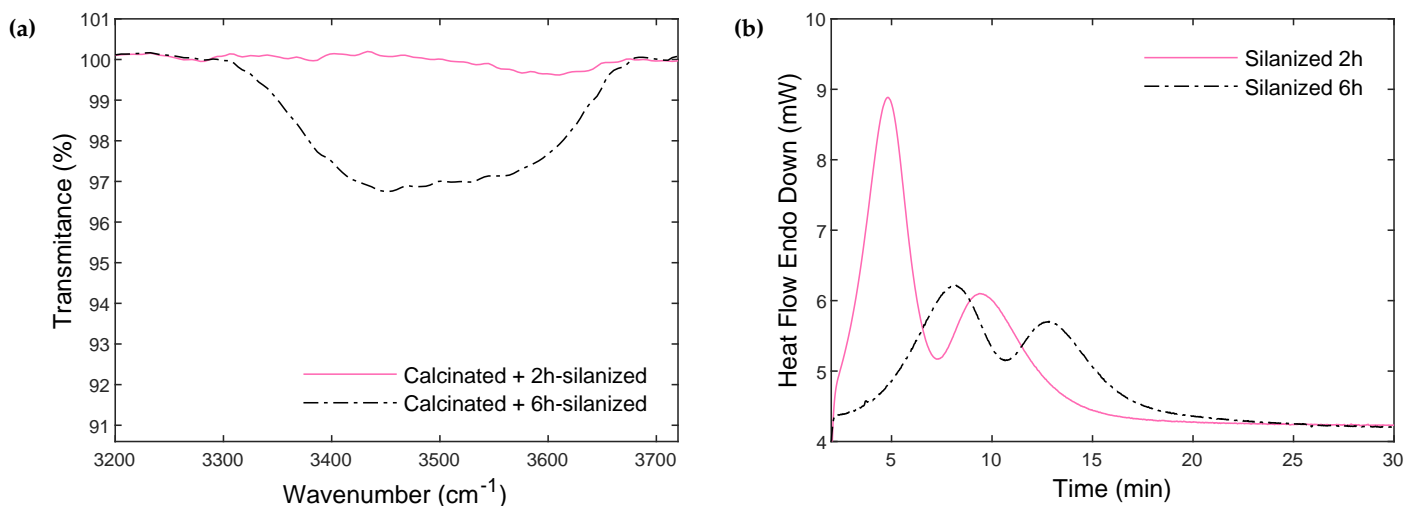 (a)
101
100
99
98
97
96
95
94
93
92
91
Transmitance (%)
3200 3300 3400 3500 3600 3700
Wavenumber (cm-1)
Calcinated + 2h-silanized
Calcinated + 6h-silanized
(b)
10
9
8
7
6
5
4
Heat Flow Endo Down (mW)
5 10 15 20 25 30
Time (min)
Silanized 2h
Silanized 6h